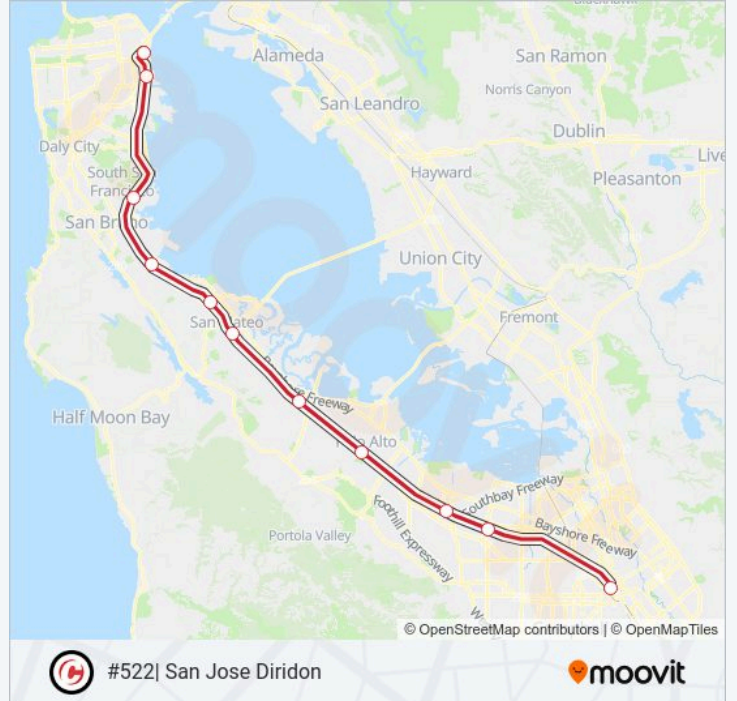 Alameda
San Ramon
Norris Canyon
San Leandro
Dublin
Daly City
Live
Hayward
Pleasanton
South S
Francisco
San Bruno
Union City
Fremont
San Mateo
Bayshore Freeway
Half Moon Bay
Palo Alto
Southbay Freeway
Foothill Expressway
Bayshore Freeway
Portola Valley
© OpenStreetMap contributors | © OpenMapTiles
#522| San Jose Diridon
moovit